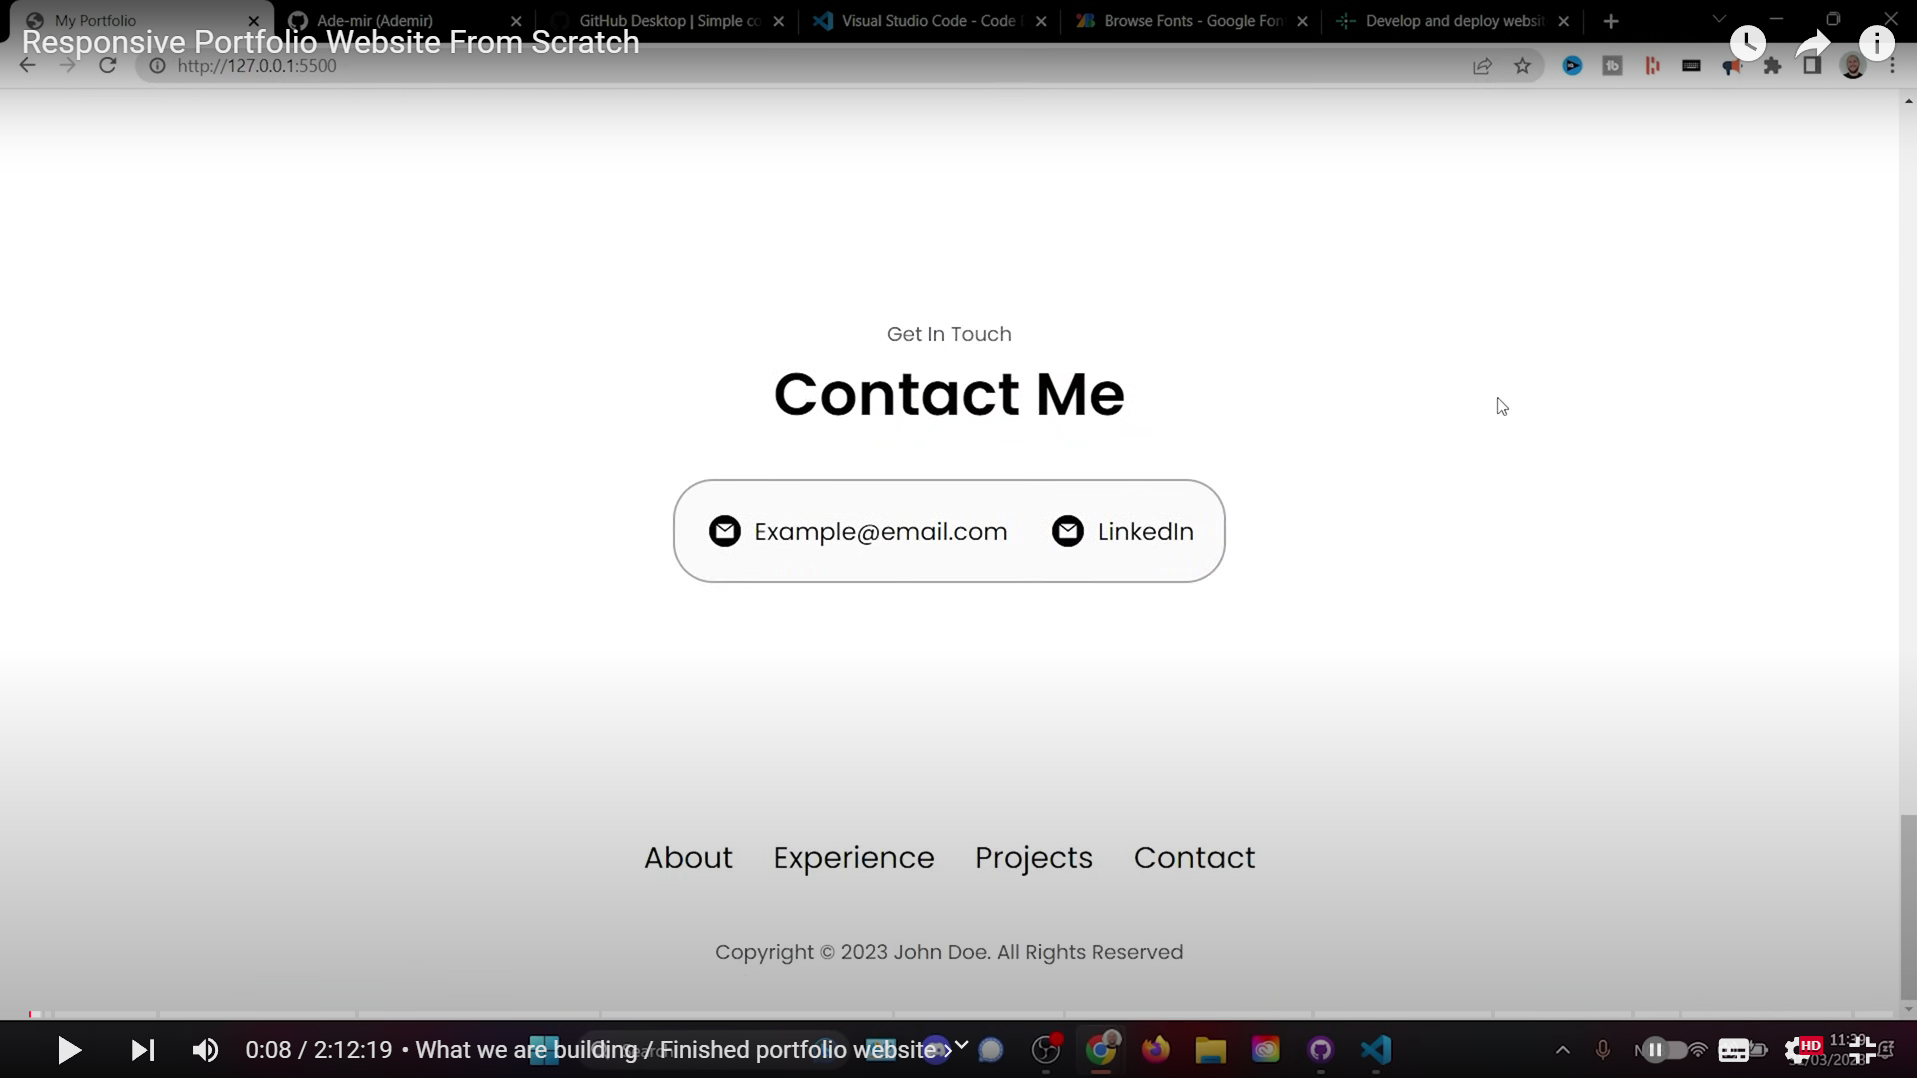 My Portfolio
Ade-mir (Ademir)
GitHub Desktop | Simple co
Visual Studio Code - Code
Browse Fonts - Google Fon
Develop and deploy websit
Responsive Portfolio Website From Scratch
http://127.0.0.1:5500
Get In Touch
Contact Me
Example@email.com
LinkedIn
About Experience Projects Contact
Copyright © 2023 John Doe. All Rights Reserved
0:08 / 2:12:19 • What we are building / Finished portfolio website
HD